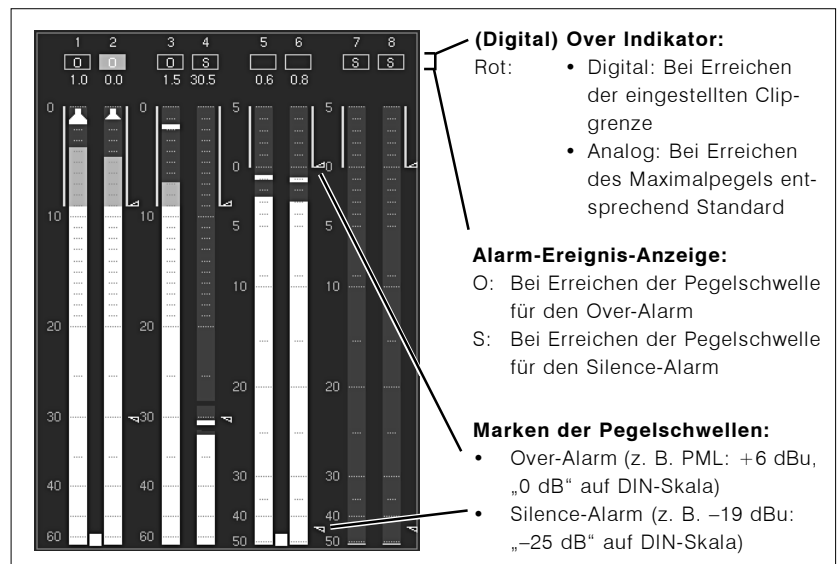 1 2 3 4 5 6 7 8
O O O S S S
1.0 0.0 1.5 30.5 0.6 0.8
0 0 5 5
0 0
10 10 5 5
10 10
20 20
20 20
30 30
30 30
40 40
40 40
60 60 50 50
(Digital) Over Indikator:
Rot: • Digital: Bei Erreichen
der eingestellten Clip-
grenze
• Analog: Bei Erreichen
des Maximalpegels ent-
sprechend Standard
Alarm-Ereignis-Anzeige:
O: Bei Erreichen der Pegelschwelle
für den Over-Alarm
S: Bei Erreichen der Pegelschwelle
für den Silence-Alarm
Marken der Pegelschwellen:
• Over-Alarm (z. B. PML: +6 dBu,
„0 dB“ auf DIN-Skala)
• Silence-Alarm (z. B. –19 dBu:
„–25 dB“ auf DIN-Skala)